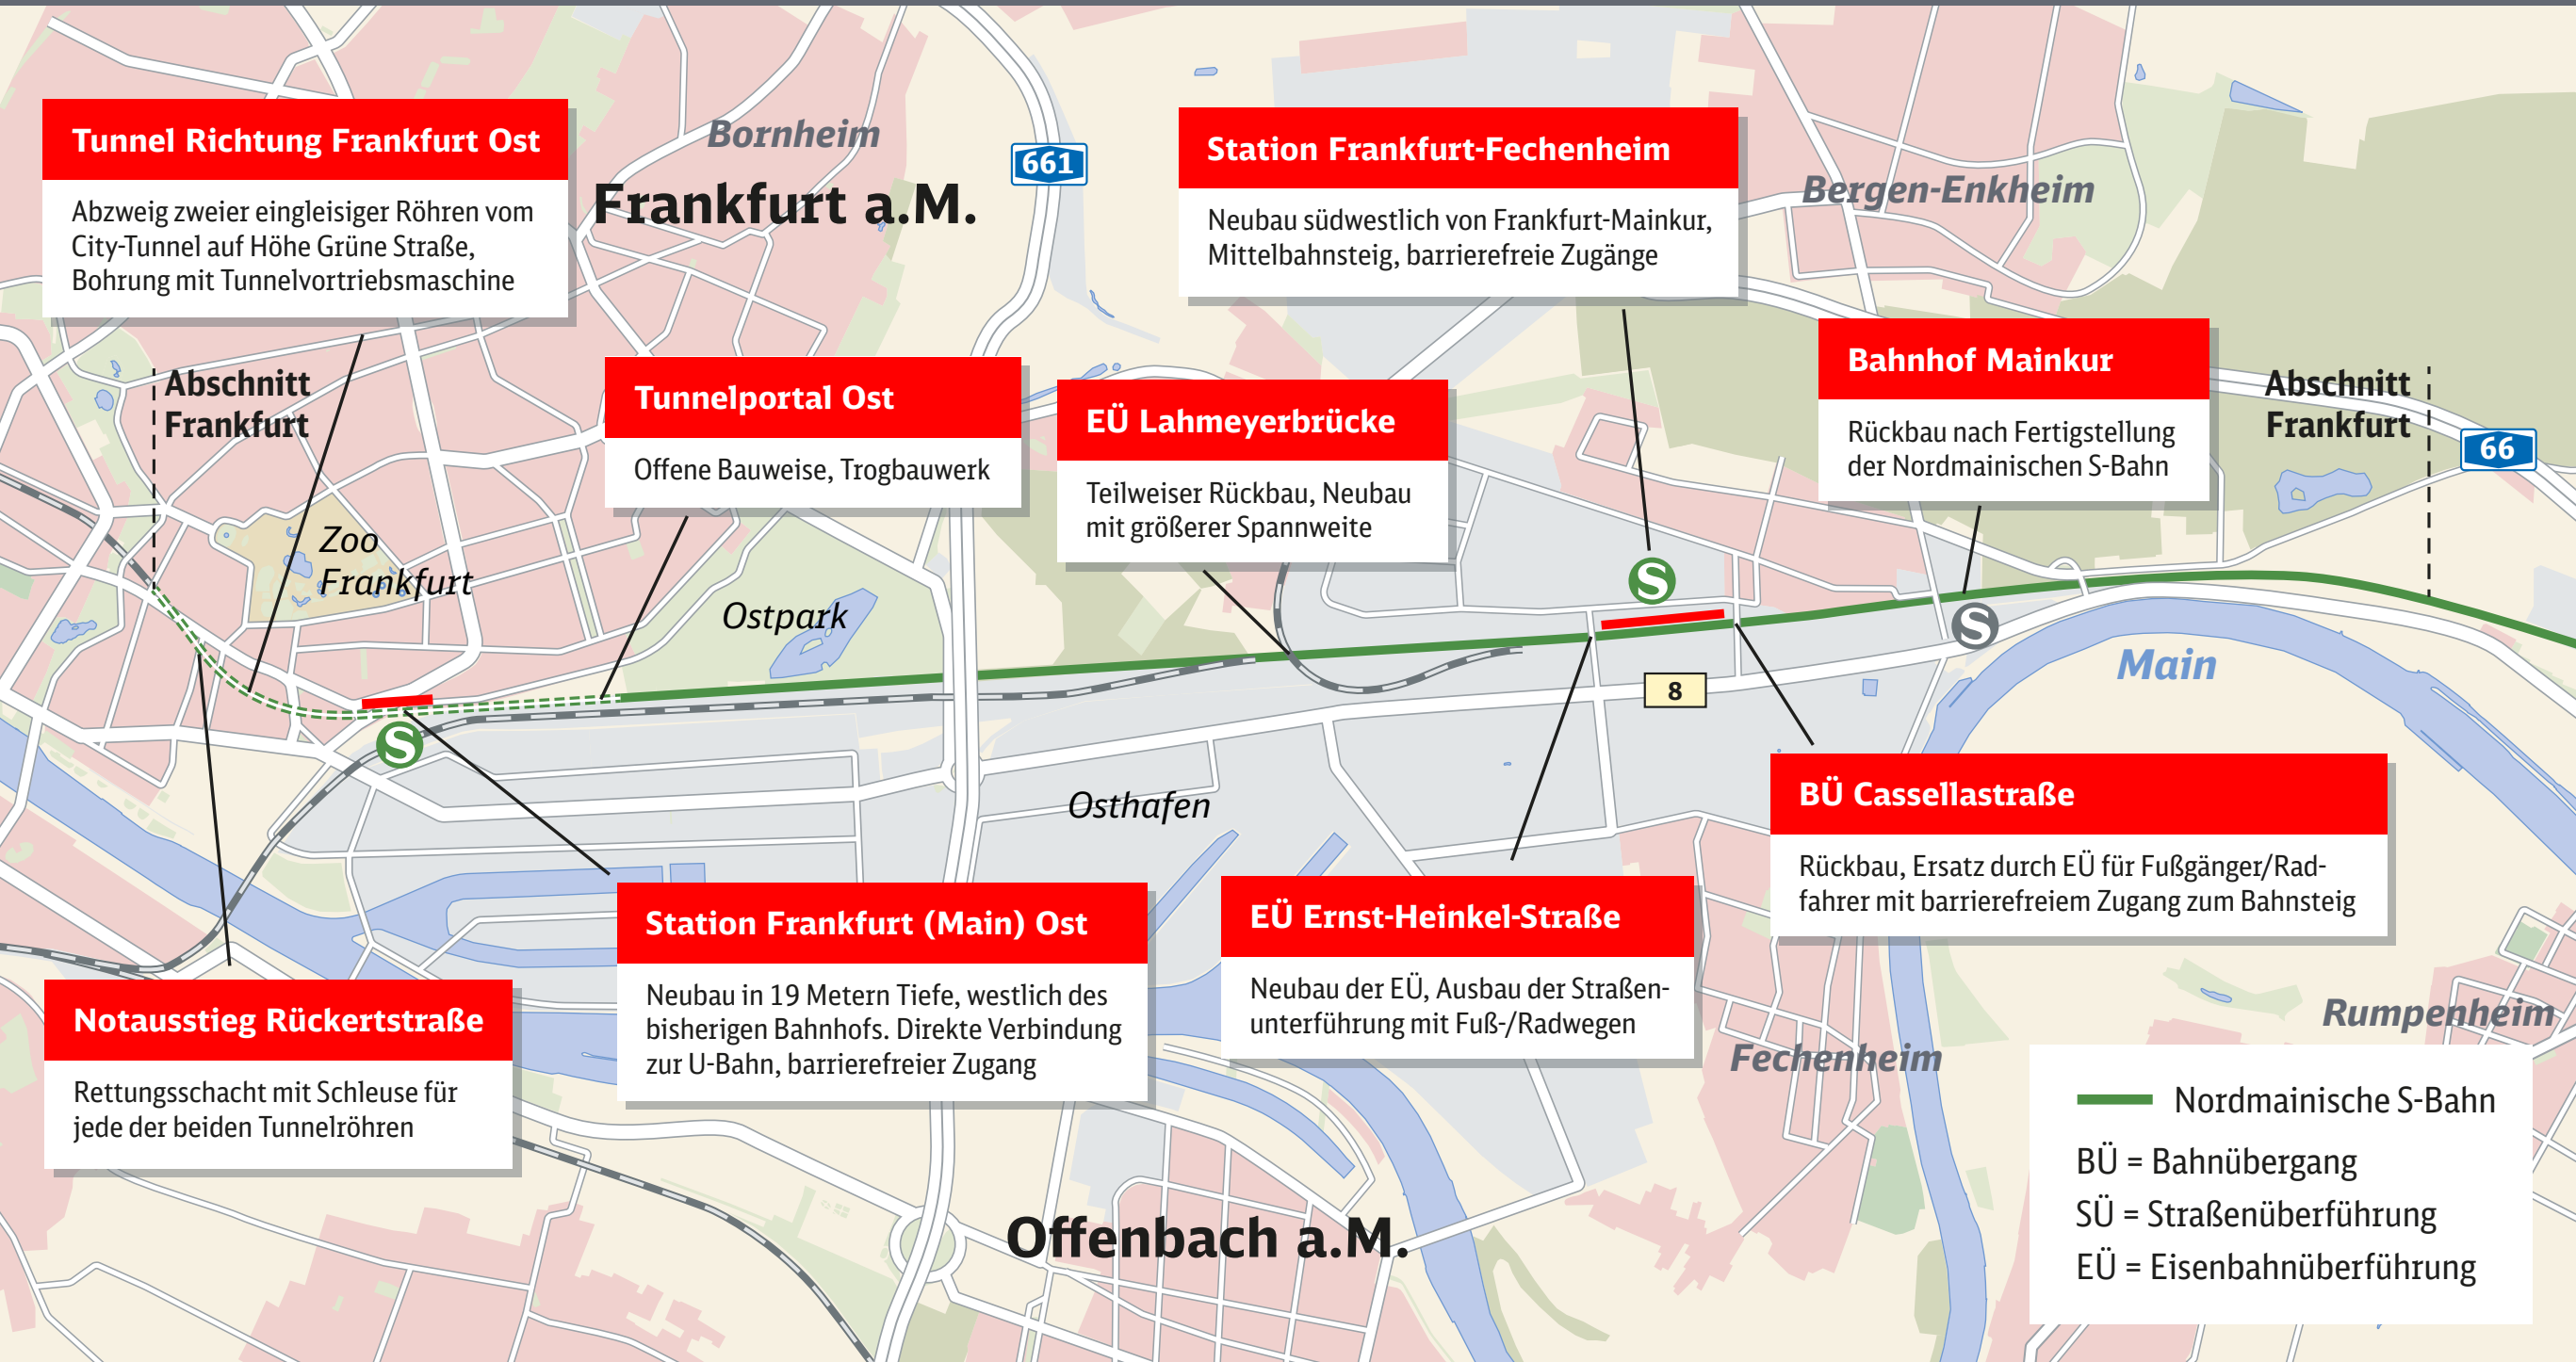 Tunnel Richtung Frankfurt Ost
Abzweig zweier eingleisiger Röhren vom
City-Tunnel auf Höhe Grüne Straße,
Bohrung mit Tunnelvortriebsmaschine
Bornheim
Frankfurt a.M.
661
Station Frankfurt-Fechenheim
Neubau südwestlich von Frankfurt-Mainkur,
Mittelbahnsteig, barrierefreie Zugänge
Bergen-Enkheim
Abschnitt
Frankfurt
Tunnelportal Ost
Offene Bauweise, Trogbauwerk
EÜ Lahmeyerbrücke
Teilweiser Rückbau, Neubau
mit größerer Spannweite
Bahnhof Mainkur
Rückbau nach Fertigstellung
der Nordmainischen S-Bahn
Abschnitt
Frankfurt
66
Zoo
Frankfurt
Ostpark
S
S
Main
8
S
Osthafen
BÜ Cassellastraße
Rückbau, Ersatz durch EÜ für Fußgänger/Rad-
fahrer mit barrierefreiem Zugang zum Bahnsteig
Notausstieg Rückertstraße
Rettungsschacht mit Schleuse für
jede der beiden Tunnelröhren
Station Frankfurt (Main) Ost
Neubau in 19 Metern Tiefe, westlich des
bisherigen Bahnhofs. Direkte Verbindung
zur U-Bahn, barrierefreier Zugang
EÜ Ernst-Heinkel-Straße
Neubau der EÜ, Ausbau der Straßen-
unterführung mit Fuß-/Radwegen
Fechenheim
Rumpenheim
Offenbach a.M.
Nordmainische S-Bahn
BÜ = Bahnübergang
SÜ = Straßenüberführung
EÜ = Eisenbahnüberführung